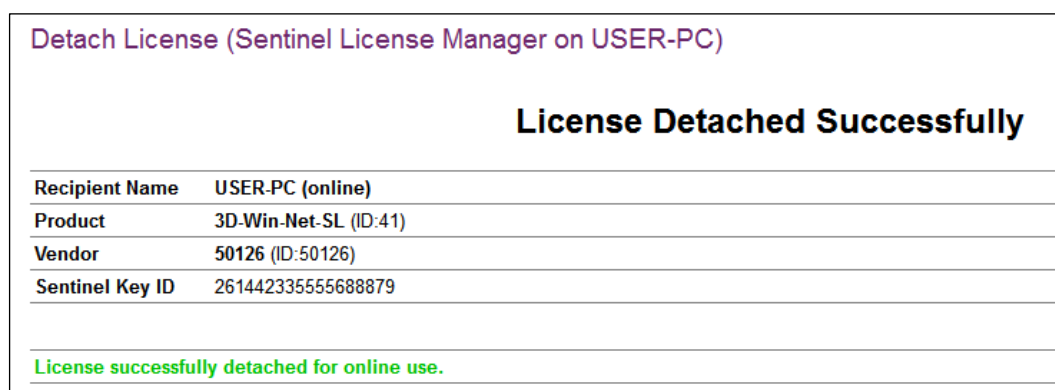 Detach License (Sentinel License Manager on USER-PC)
License Detached Successfully
Recipient Name USER-PC (online)
Product 3D-Win-Net-SL (ID:41)
Vendor 50126 (ID:50126)
Sentinel Key ID 261442335555688879
License successfully detached for online use.